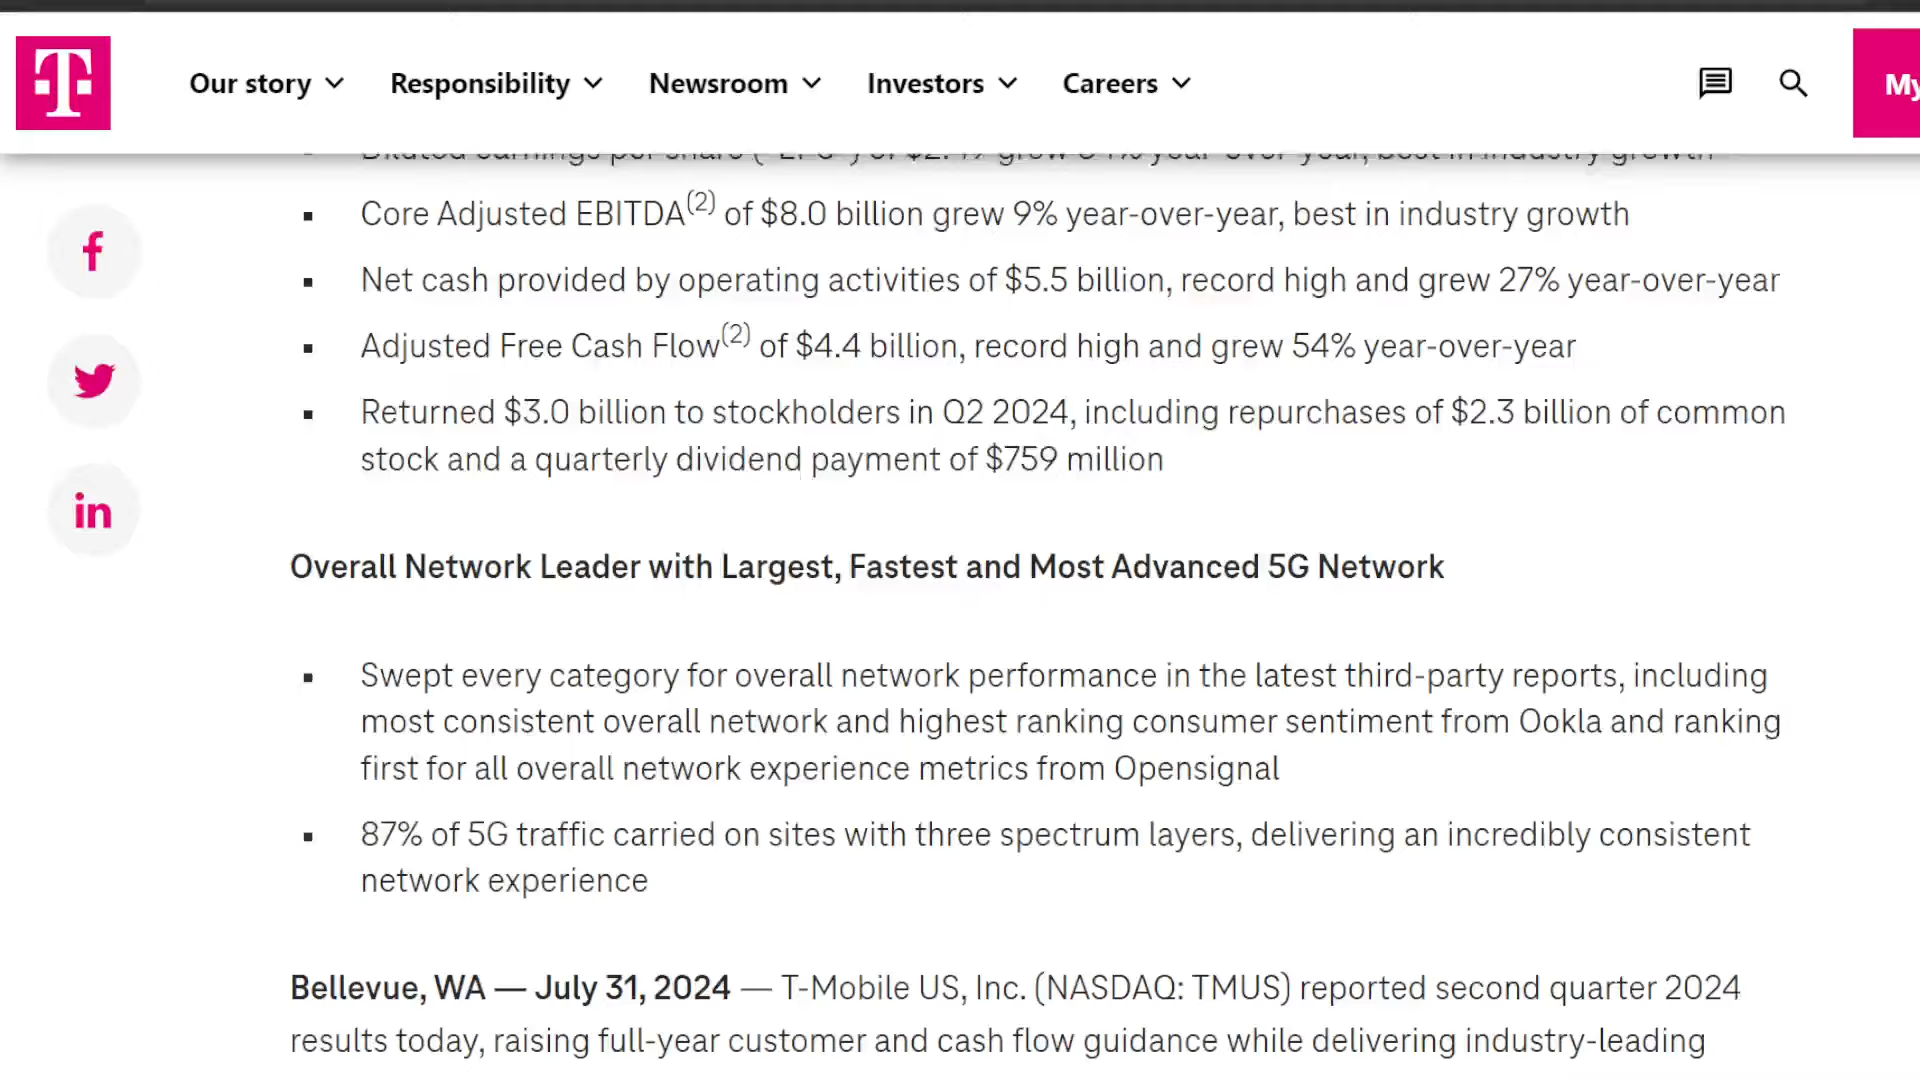 T
Our story Responsibility Newsroom Investors Careers My
Core Adjusted EBITDA(2) of $8.0 billion grew 9% year-over-year, best in industry growth
Net cash provided by operating activities of $5.5 billion, record high and grew 27% year-over-year
Adjusted Free Cash Flow(2) of $4.4 billion, record high and grew 54% year-over-year
Returned $3.0 billion to stockholders in Q2 2024, including repurchases of $2.3 billion of common
stock and a quarterly dividend payment of $759 million
Overall Network Leader with Largest, Fastest and Most Advanced 5G Network
Swept every category for overall network performance in the latest third-party reports, including
most consistent overall network and highest ranking consumer sentiment from Ookla and ranking
first for all overall network experience metrics from Opensignal
87% of 5G traffic carried on sites with three spectrum layers, delivering an incredibly consistent
network experience
Bellevue, WA — July 31, 2024 — T-Mobile US, Inc. (NASDAQ: TMUS) reported second quarter 2024
results today, raising full-year customer and cash flow guidance while delivering industry-leading